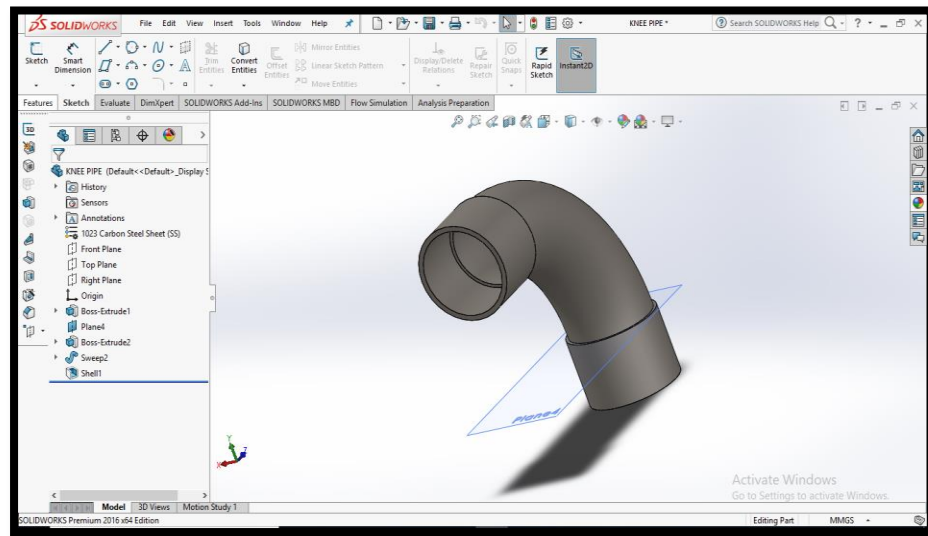 DS SOLIDWORKS File Edit View Insert Tools Window Help KNEE PIPE * Search SOLIDWORKS Help
Sketch Smart Dimension Trim Entities Convert Entities Offset Entities Mirror Entities Linear Sketch Pattern Move Entities Display/Delete Relations Repair Sketch Quick Snaps Rapid Sketch Instant2D
Features Sketch Evaluate DimXpert SOLIDWORKS Add-Ins SOLIDWORKS MBD Flow Simulation Analysis Preparation
KNEE PIPE (Default<<Default>_Display S
History
Sensors
Annotations
1023 Carbon Steel Sheet (SS)
Front Plane
Top Plane
Right Plane
Origin
Boss-Extrude1
Plane4
Boss-Extrude2
Sweep2
Shell1
Plane4
Y
Z
X
Activate Windows
Go to Settings to activate Windows.
Model 3D Views Motion Study 1
SOLIDWORKS Premium 2016 x64 Edition Editing Part MMGS